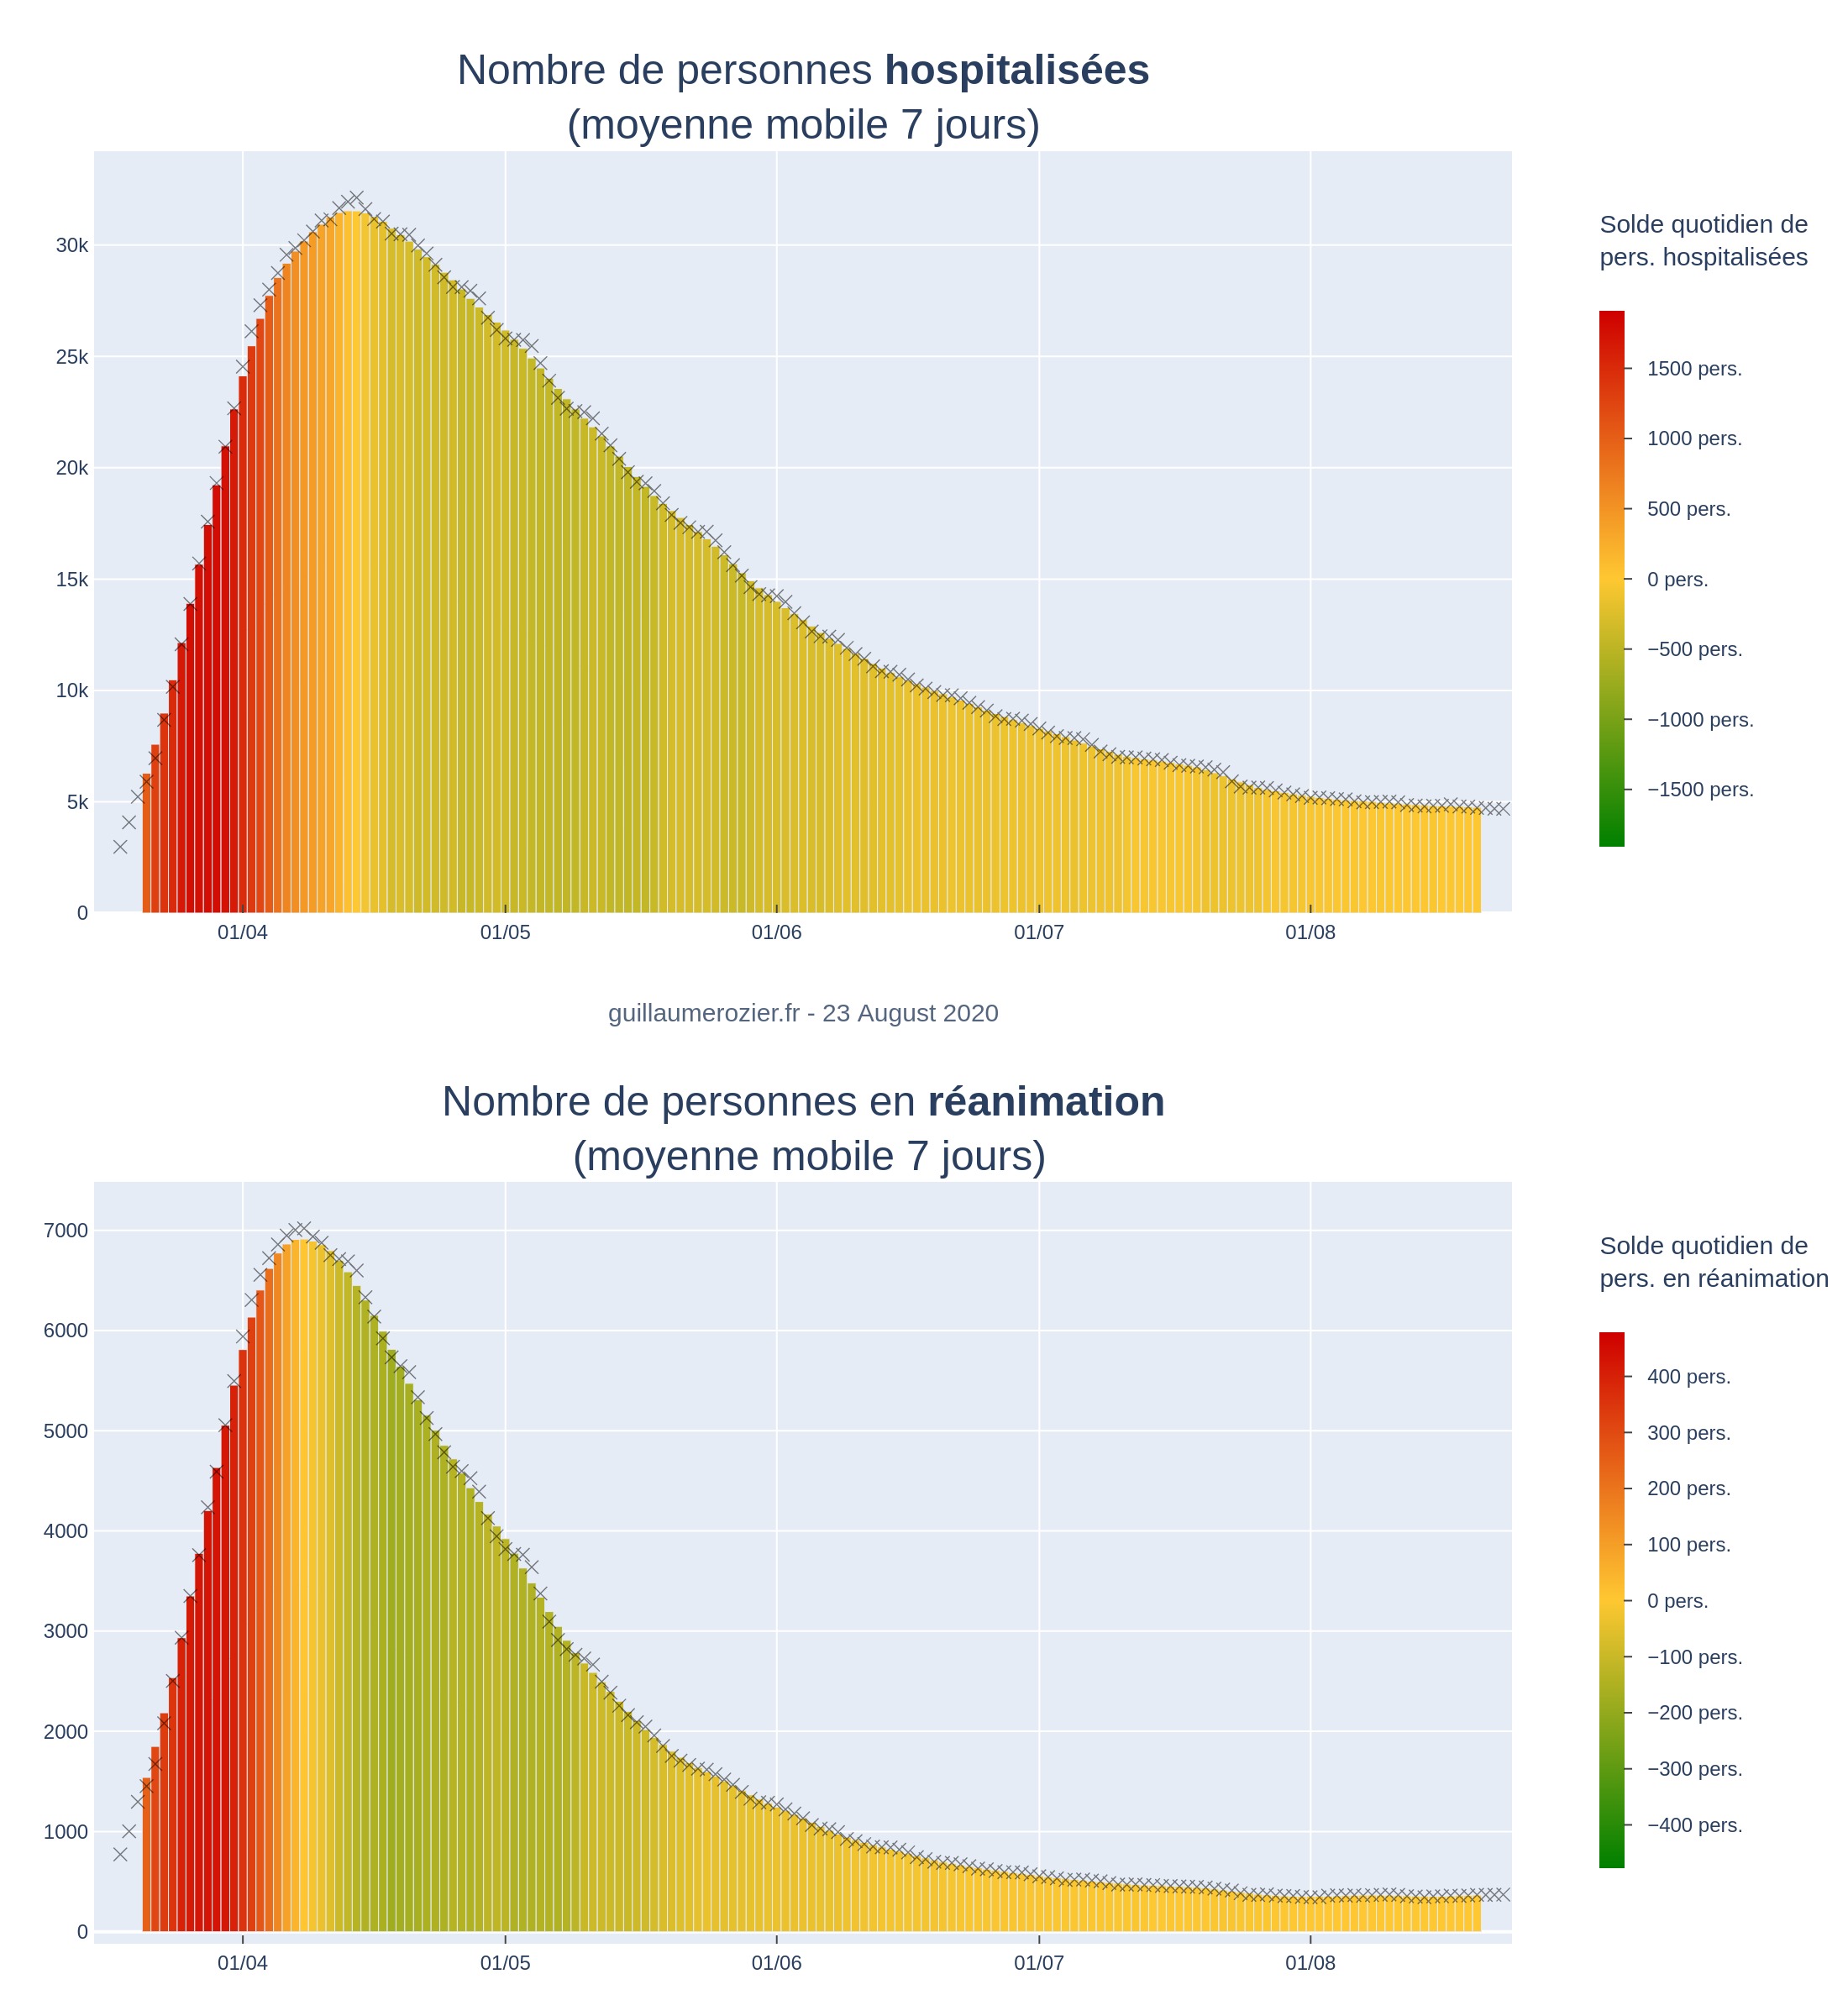 Nombre de personnes hospitalisées
(moyenne mobile 7 jours)
Solde quotidien de
pers. hospitalisées
30k
25k
20k
15k
10k
5k
0
1500 pers.
1000 pers.
500 pers.
0 pers.
−500 pers.
−1000 pers.
−1500 pers.
01/04 01/05 01/06 01/07 01/08
guillaumerozier.fr - 23 August 2020
Nombre de personnes en réanimation
(moyenne mobile 7 jours)
Solde quotidien de
pers. en réanimation
7000
6000
5000
4000
3000
2000
1000
0
400 pers.
300 pers.
200 pers.
100 pers.
0 pers.
−100 pers.
−200 pers.
−300 pers.
−400 pers.
01/04 01/05 01/06 01/07 01/08